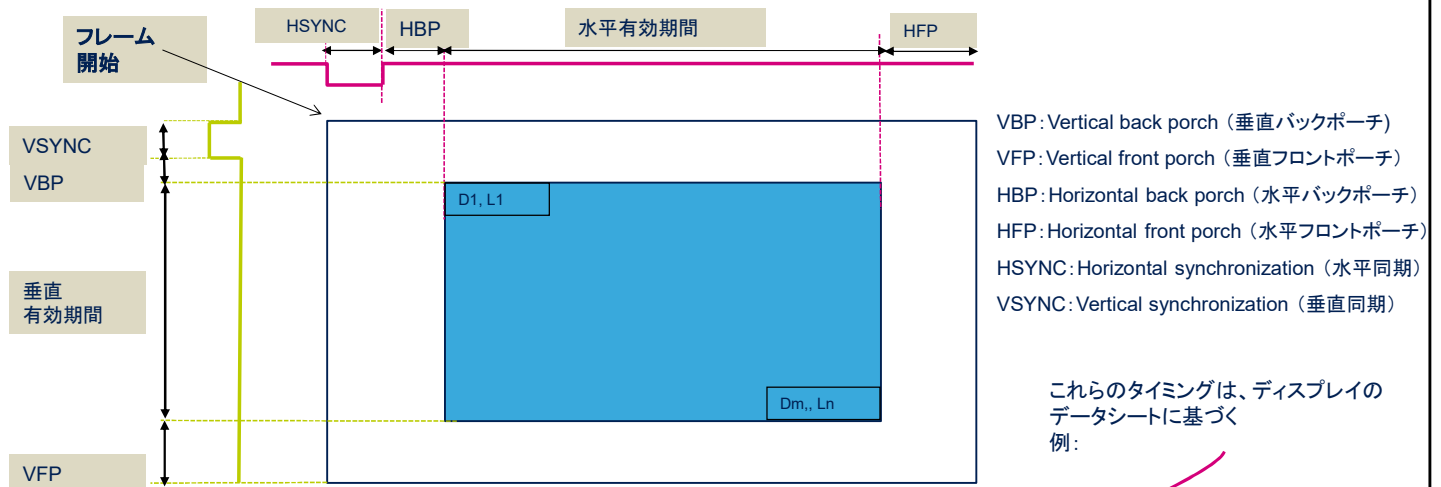 HSYNC
HBP
水平有効期間
HFP
フレーム
開始
VSYNC
VBP
垂直
有効期間
VFP
D1, L1
Dm,, Ln
VBP：Vertical back porch （垂直バックポーチ)
VFP：Vertical front porch （垂直フロントポーチ）
HBP：Horizontal back porch （水平バックポーチ）
HFP：Horizontal front porch （水平フロントポーチ）
HSYNC：Horizontal synchronization （水平同期）
VSYNC：Vertical synchronization （垂直同期）
これらのタイミングは、ディスプレイの
データシートに基づく
例：